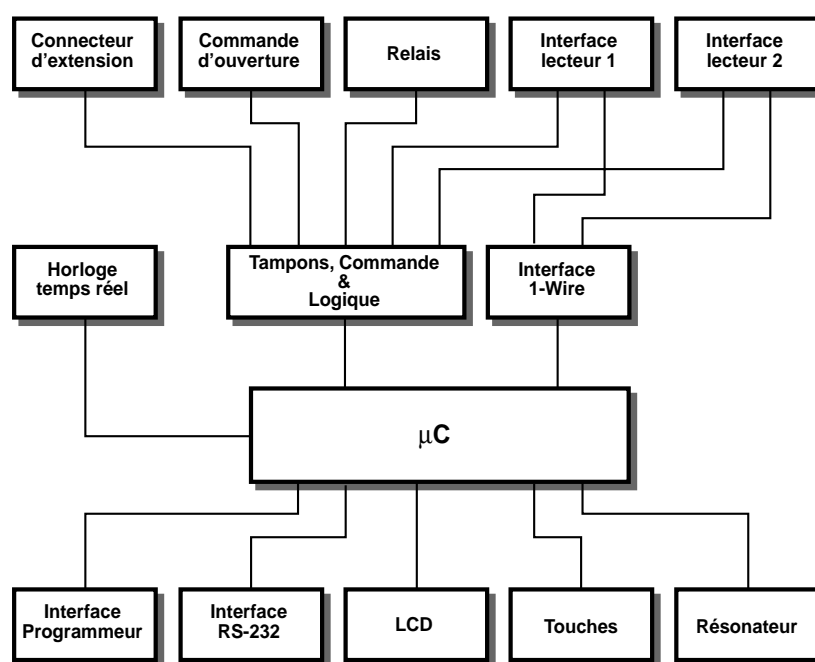 Connecteur
d'extension
Commande
d'ouverture
Relais
Interface
lecteur 1
Interface
lecteur 2
Horloge
temps réel
Tampons, Commande
&
Logique
Interface
1-Wire
µC
Interface
Programmeur
Interface
RS-232
LCD
Touches
Résonateur